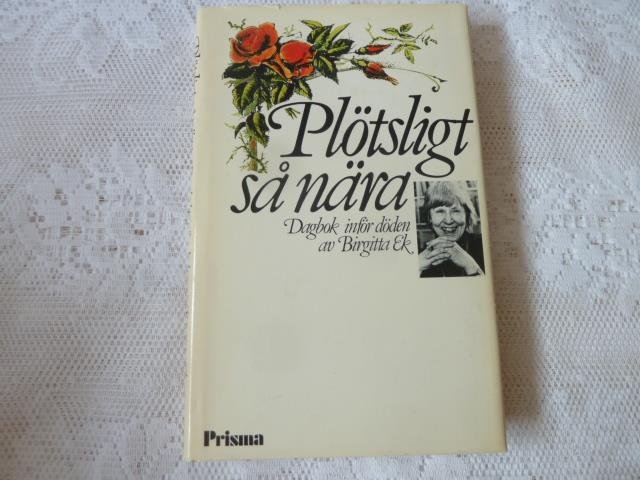 Plötsligt
så nära
Dagbok inför döden
av Birgitta Ek
Prisma